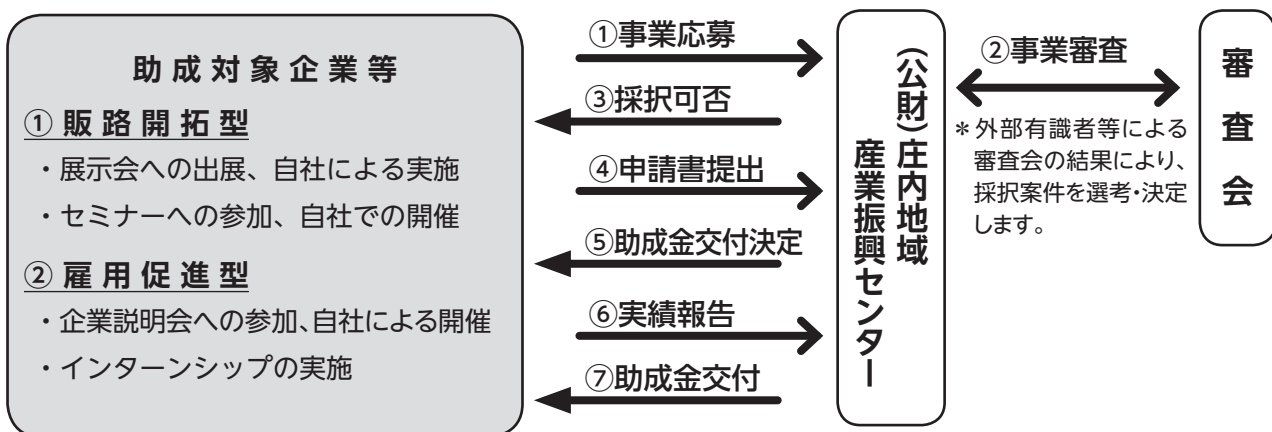 助成対象企業等
① 販路開拓型
・展示会への出展、自社による実施
・セミナーへの参加、自社での開催
② 雇用促進型
・企業説明会への参加、自社による開催
・インターンシップの実施
①事業応募
③採択可否
④申請書提出
⑤助成金交付決定
⑥実績報告
⑦助成金交付
(公財)庄内地域
産業振興センター
②事業審査
＊外部有識者等による
審査会の結果により、
採択案件を選考・決定
します。
審査会